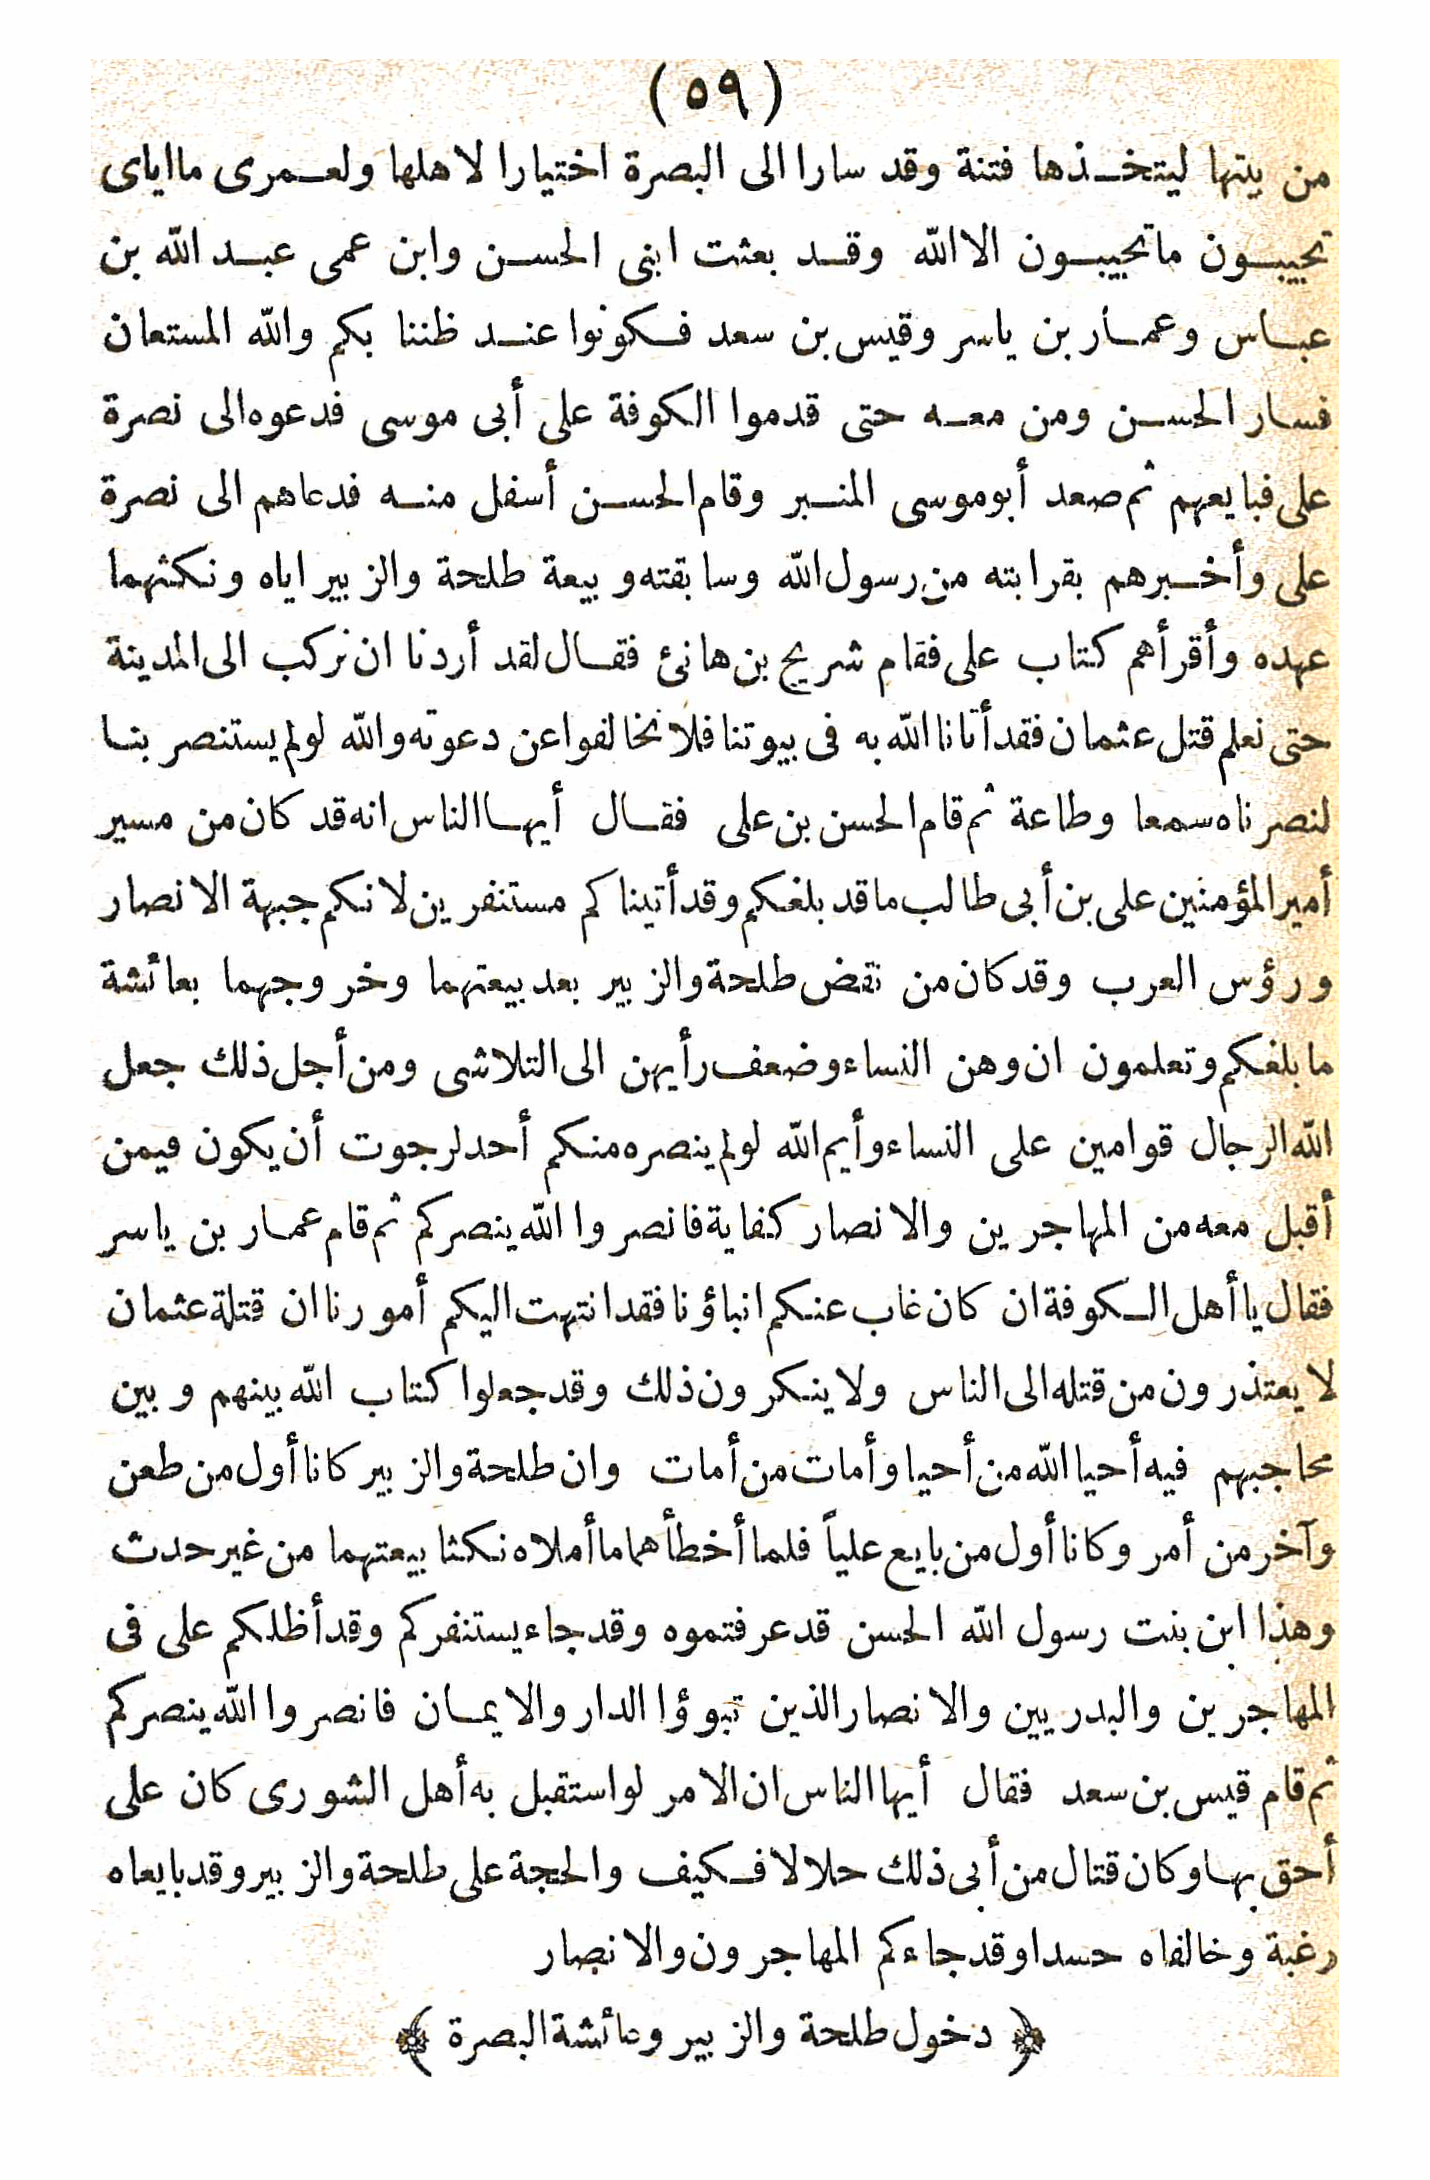 (٥٩)
من بيتها ليتخذها فتنة وقد سارا الى البصرة اختيارا لاهلها ولعمرى مااياى
تجيبون ماتجيبون الاالله وقد بعثت ابنى الحسن وابن عمى عبد الله بن
عباس وعمار بن ياسر وقيس بن سعد فكونوا عند ظننا بكم والله المستعان
فسار الحسن ومن معه حتى قدموا الكوفة على أبى موسى فدعوه الى نصرة
على فبايعهم ثم صعد أبوموسى المنبر وقام الحسن أسفل منه فدعاهم الى نصرة
على وأخبرهم بقرابته من رسول الله وسابقته وبيعة طلحة والزبير اياه ونكثهما
عهده وأقرأهم كتاب على فقام شريح بن هانئ فقال لقد أردنا ان نركب الى المدينة
حتى نعلم قتل عثمان فقد أتانا الله به فى بيوتنا فلا تخالفوا عن دعوته والله لولم يستنصر بنا
لنصرناه سمعا وطاعة ثم قام الحسن بن على فقال أيها الناس انه قد كان من مسير
أمير المؤمنين على بن أبى طالب ما قد بلغكم وقد أتيناكم مستنفرين لانكم جبهة الانصار
ورؤس العرب وقد كان من نقض طلحة والزبير بعد بيعتهما وخروجهما بعائشة
ما بلغكم وتعلمون ان وهن النساء وضعف رأيهن الى التلاشى ومن أجل ذلك جعل
الله الرجال قوامين على النساء وأيم الله لولم ينصره منكم أحد لرجوت أن يكون فيمن
أقبل معه من المهاجرين والانصار كفاية فانصروا الله ينصركم ثم قام عمار بن ياسر
فقال يا أهل الكوفة ان كان غاب عنكم انباؤنا فقد انتهت اليكم أمورنا ان قتلة عثمان
لا يعتذرون من قتله الى الناس ولا ينكرون ذلك وقد جعلوا كتاب الله بينهم وبين
محاجبهم فيه أحيا الله من أحيا وأمات من أمات وان طلحة والزبير كانا أول من طعن
وآخر من أمر وكانا أول من بايع علياً فلما أخطأهما ما أملاه نكثا بيعتهما من غير حدث
وهذا ابن بنت رسول الله الحسن قد عرفتموه وقد جاء يستنفركم وقد أظلكم على فى
المهاجرين والبدريين والانصار الذين تبوؤا الدار والايمان فانصروا الله ينصركم
ثم قام قيس بن سعد فقال أيها الناس ان الامر لو استقبل به أهل الشورى كان على
أحق بها وكان قتال من أبى ذلك حلالا فكيف والحجة على طلحة والزبير وقد بايعاه
رغبة وخالفاه حسدا وقد جاءكم المهاجرون والانصار
﴿ دخول طلحة والزبير وعائشة البصرة ﴾